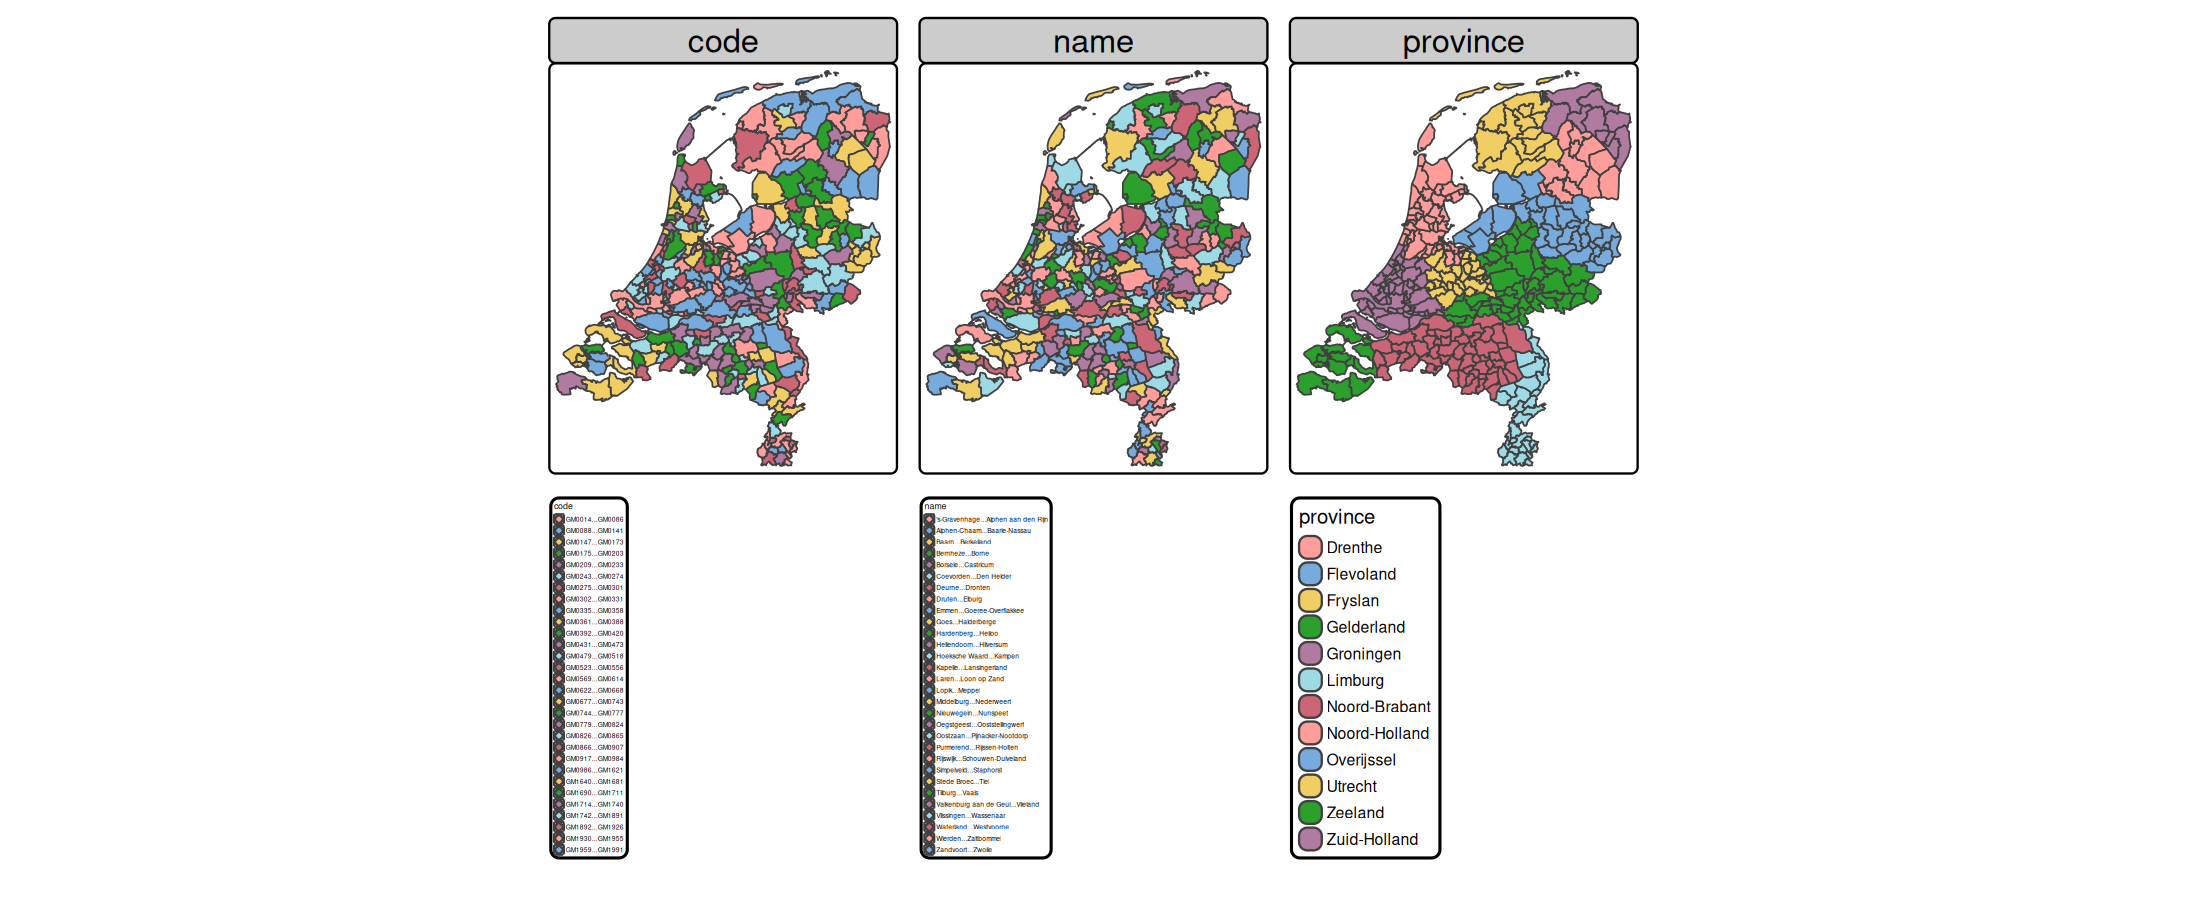 code
name
province
code
GM0014...GM0086
GM0088...GM0141
GM0147...GM0173
GM0175...GM0203
GM0209...GM0233
GM0243...GM0274
GM0275...GM0301
GM0302...GM0331
GM0335...GM0358
GM0361...GM0388
GM0392...GM0420
GM0431...GM0473
GM0479...GM0518
GM0523...GM0556
GM0569...GM0614
GM0622...GM0668
GM0677...GM0743
GM0744...GM0777
GM0779...GM0824
GM0826...GM0865
GM0866...GM0907
GM0917...GM0984
GM0986...GM1621
GM1640...GM1681
GM1690...GM1711
GM1714...GM1740
GM1742...GM1891
GM1892...GM1926
GM1930...GM1955
GM1959...GM1991
name
's-Gravenhage...Alphen aan den Rijn
Alphen-Chaam...Baarle-Nassau
Baarn...Berkelland
Bernheze...Borne
Borsele...Castricum
Coevorden...Den Helder
Deurne...Dronten
Druten...Elburg
Emmen...Goeree-Overflakkee
Goes...Halderberge
Hardenberg...Heiloo
Hellendoorn...Hilversum
Hoeksche Waard...Kampen
Kapelle...Lansingerland
Laren...Loon op Zand
Lopik...Meppel
Middelburg...Nederweert
Nieuwegein...Nunspeet
Oegstgeest...Ooststellingwerf
Oostzaan...Pijnacker-Nootdorp
Purmerend...Rijssen-Holten
Rijswijk...Schouwen-Duiveland
Simpelveld...Staphorst
Stede Broec...Tiel
Tilburg...Vaals
Valkenburg aan de Geul...Vlieland
Vlissingen...Wassenaar
Waterland...Westvoorne
Wierden...Zaltbommel
Zandvoort...Zwolle
province
Drenthe
Flevoland
Fryslan
Gelderland
Groningen
Limburg
Noord-Brabant
Noord-Holland
Overijssel
Utrecht
Zeeland
Zuid-Holland